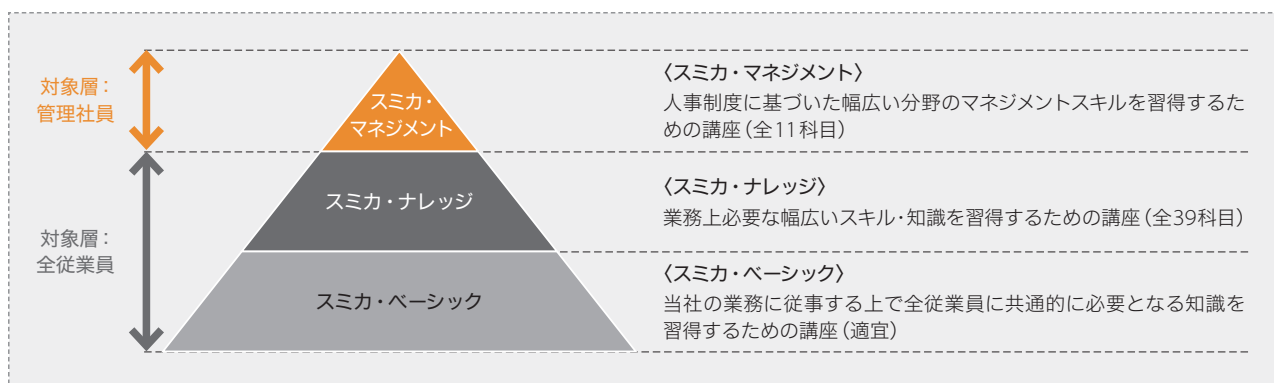 対象層：
管理社員
スミカ・
マネジメント
〈スミカ・マネジメント〉
人事制度に基づいた幅広い分野のマネジメントスキルを習得するた
めの講座（全11科目）
対象層：
全従業員
スミカ・ナレッジ
〈スミカ・ナレッジ〉
業務上必要な幅広いスキル・知識を習得するための講座（全39科目）
スミカ・ベーシック
〈スミカ・ベーシック〉
当社の業務に従事する上で全従業員に共通的に必要となる知識を
習得するための講座（適宜）